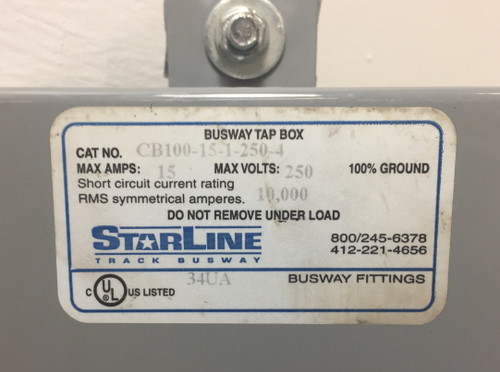 BUSWAY TAP BOX
CAT NO. CB100-15-1-250-4
MAX AMPS: 15 MAX VOLTS: 250 100% GROUND
Short circuit current rating
RMS symmetrical amperes. 10,000
DO NOT REMOVE UNDER LOAD
STARLINE 800/245-6378
TRACK BUSWAY 412-221-4656
34UA
C UL US LISTED BUSWAY FITTINGS